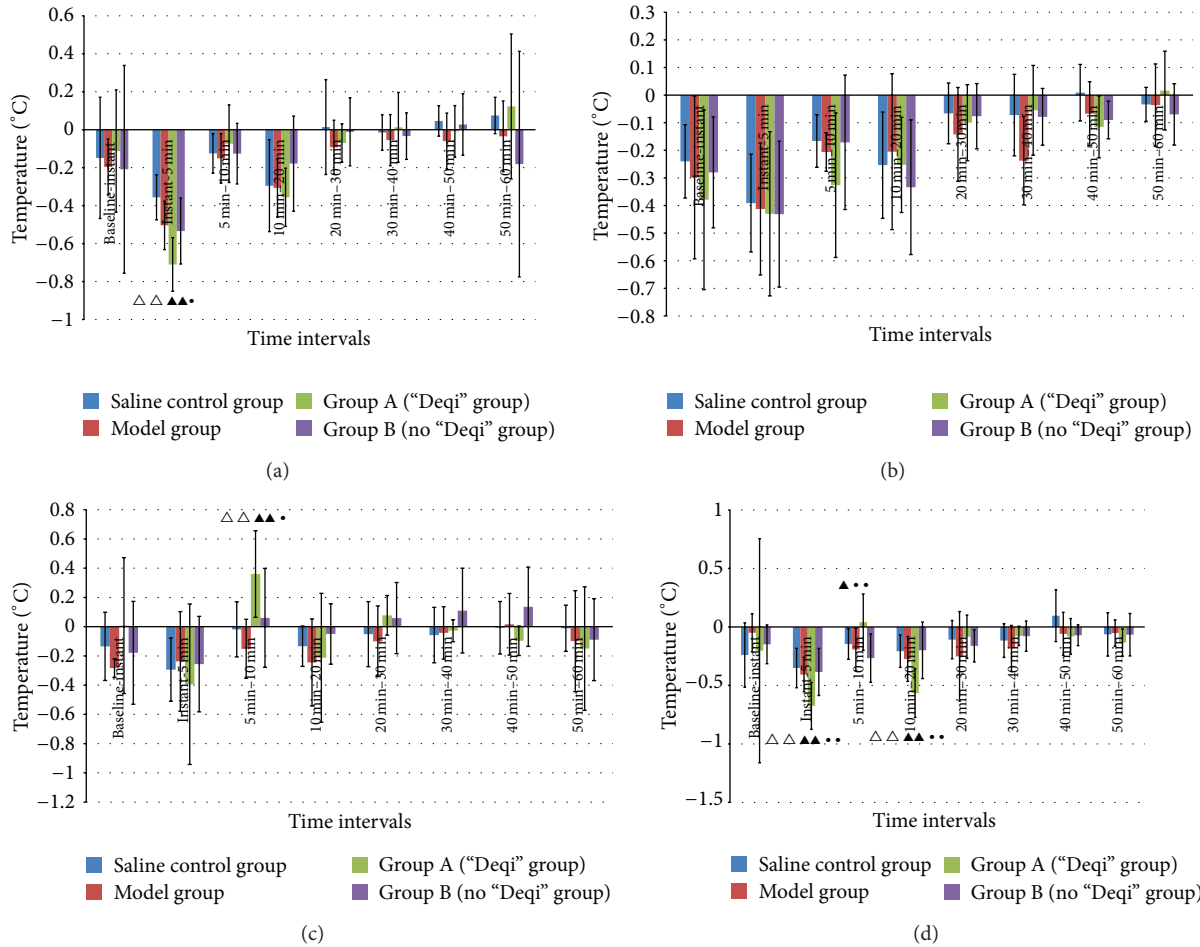 0.6
0.4
0.2
0
−0.2
−0.4
−0.6
−0.8
−1
Temperature (°C)
Baseline-instant
Instant-5 min
5 min–10 min
10 min–20 min
20 min–30 min
30 min–40 min
40 min–50 min
50 min–60 min
Time intervals
Saline control group
Model group
Group A (“Deqi” group)
Group B (no “Deqi” group)
(a)
0.3
0.2
0.1
0
−0.1
−0.2
−0.3
−0.4
−0.5
−0.6
−0.7
−0.8
Temperature (°C)
Baseline-instant
Instant-5 min
5 min–10 min
10 min–20 min
20 min–30 min
30 min–40 min
40 min–50 min
50 min–60 min
Time intervals
Saline control group
Model group
Group A (“Deqi” group)
Group B (no “Deqi” group)
(b)
0.8
0.6
0.4
0.2
0
−0.2
−0.4
−0.6
−0.8
−1
−1.2
Temperature (°C)
Baseline-instant
Instant-5 min
5 min–10 min
10 min–20 min
20 min–30 min
30 min–40 min
40 min–50 min
50 min–60 min
Time intervals
Saline control group
Model group
Group A (“Deqi” group)
Group B (no “Deqi” group)
(c)
1
0.5
0
−0.5
−1
−1.5
Temperature (°C)
Baseline-instant
Instant-5 min
5 min–10 min
10 min–20 min
20 min–30 min
30 min–40 min
40 min–50 min
50 min–60 min
Time intervals
Saline control group
Model group
Group A (“Deqi” group)
Group B (no “Deqi” group)
(d)